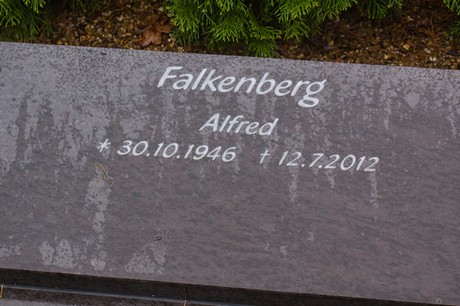 Falkenberg
Alfred
* 30.10.1946 † 12.7.2012